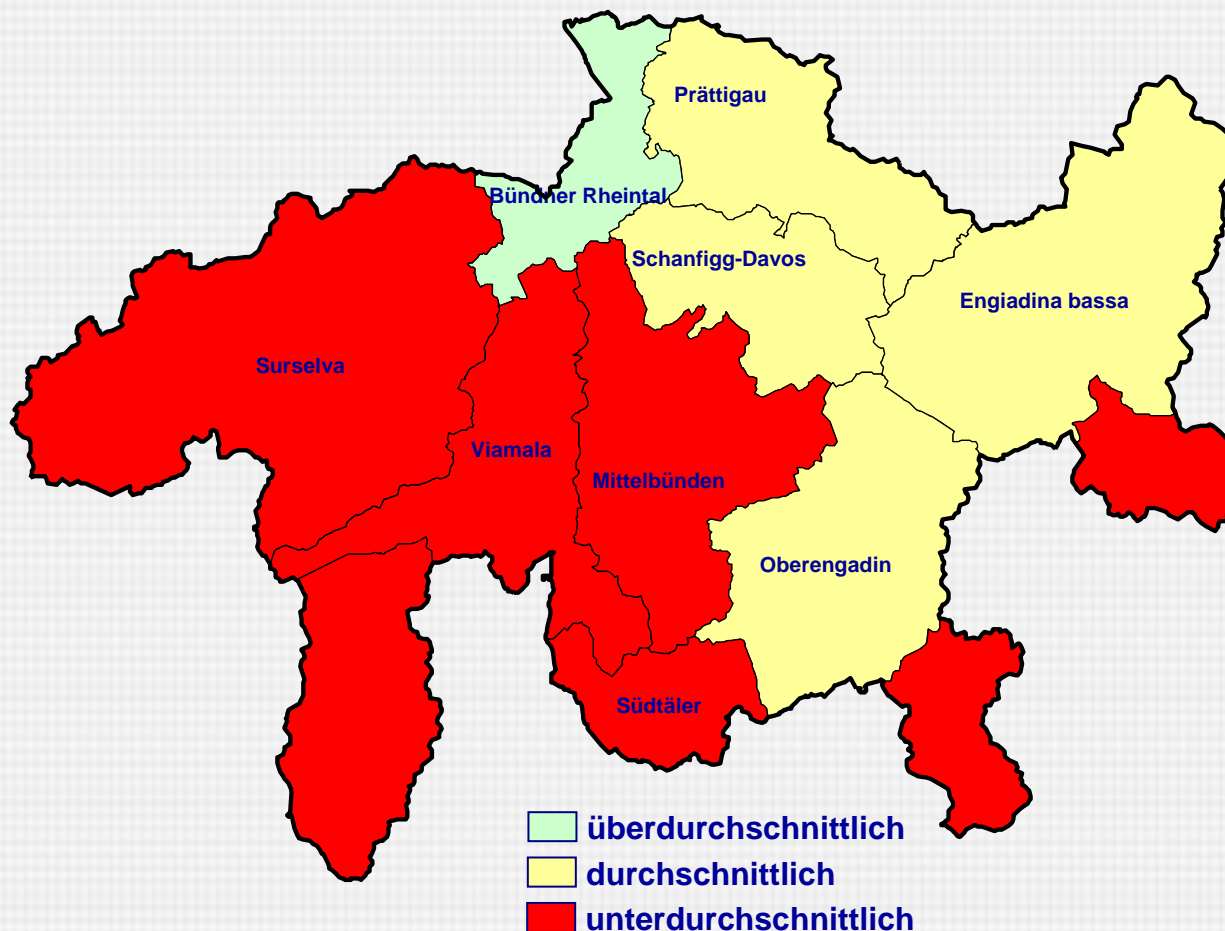 Prättigau
Bündner Rheintal
Schanfigg-Davos
Engiadina bassa
Surselva
Viamala
Mittelbünden
Oberengadin
Südtäler
überdurchschnittlich
durchschnittlich
unterdurchschnittlich